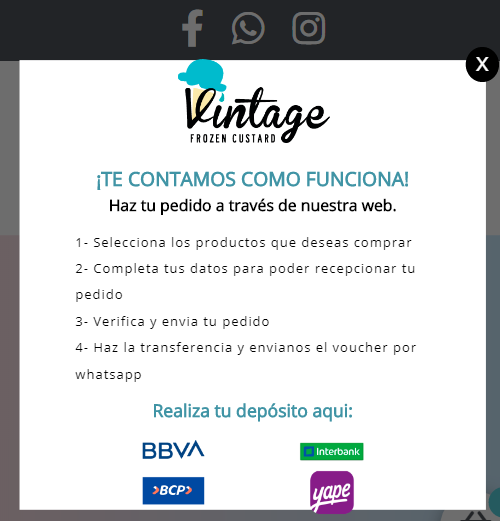 X
Vintage
FROZEN CUSTARD
¡TE CONTAMOS COMO FUNCIONA!
Haz tu pedido a través de nuestra web.
1- Selecciona los productos que deseas comprar
2- Completa tus datos para poder recepcionar tu
pedido
3- Verifica y envia tu pedido
4- Haz la transferencia y envianos el voucher por
whatsapp
Realiza tu depósito aqui:
BBVA
Interbank
BCP
yape